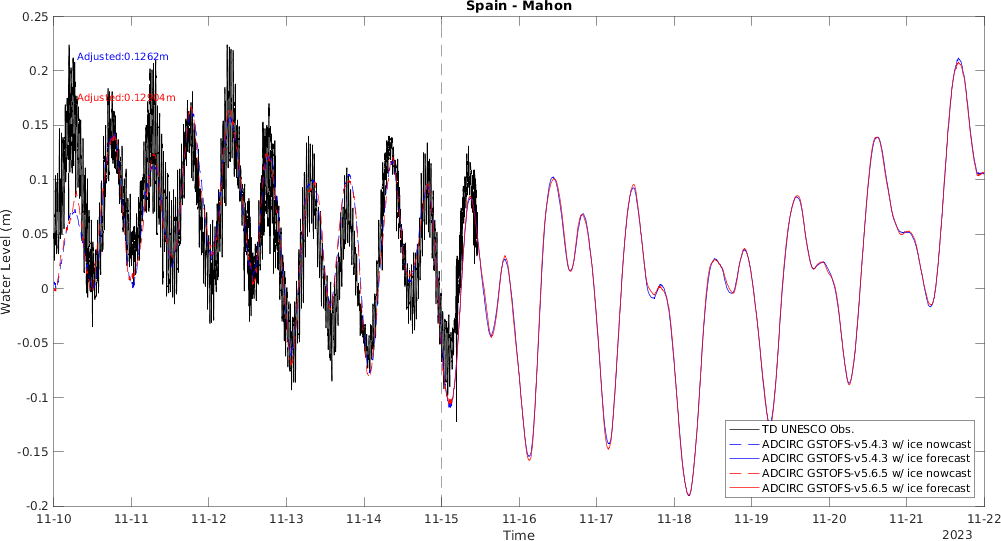 Spain - Mahon
0.25
0.2
0.15
0.1
0.05
0
-0.05
-0.1
-0.15
-0.2
Water Level (m)
Adjusted:0.1262m
TD UNESCO Obs.
ADCIRC GSTOFS-v5.4.3 w/ ice nowcast
ADCIRC GSTOFS-v5.4.3 w/ ice forecast
ADCIRC GSTOFS-v5.6.5 w/ ice nowcast
ADCIRC GSTOFS-v5.6.5 w/ ice forecast
11-10 11-11 11-12 11-13 11-14 11-15 11-16 11-17 11-18 11-19 11-20 11-21 11-22
Time
2023